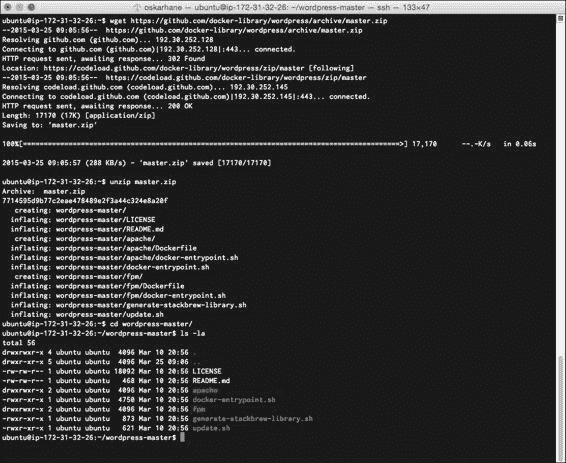 oskarhane — ubuntu@ip-172-31-32-26: ~/wordpress-master — ssh — 133×47
ubuntu@ip-172-31-32-26:~$ wget https://github.com/docker-library/wordpress/archive/master.zip
--2015-03-25 09:05:56--  https://github.com/docker-library/wordpress/archive/master.zip
Resolving github.com (github.com)... 192.30.252.128
Connecting to github.com (github.com)|192.30.252.128|:443... connected.
HTTP request sent, awaiting response... 302 Found
Location: https://codeload.github.com/docker-library/wordpress/zip/master [following]
--2015-03-25 09:05:56--  https://codeload.github.com/docker-library/wordpress/zip/master
Resolving codeload.github.com (codeload.github.com)... 192.30.252.145
Connecting to codeload.github.com (codeload.github.com)|192.30.252.145|:443... connected.
HTTP request sent, awaiting response... 200 OK
Length: 17170 (17K) [application/zip]
Saving to: ‘master.zip’
100%[=================================================================================>] 17,170      --.-K/s   in 0.06s
2015-03-25 09:05:57 (288 KB/s) - ‘master.zip’ saved [17170/17170]
ubuntu@ip-172-31-32-26:~$ unzip master.zip
Archive:  master.zip
7714595d9b77c2eae478489e2f3a44c324e8a20f
   creating: wordpress-master/
  inflating: wordpress-master/LICENSE
  inflating: wordpress-master/README.md
   creating: wordpress-master/apache/
  inflating: wordpress-master/apache/Dockerfile
  inflating: wordpress-master/apache/docker-entrypoint.sh
  inflating: wordpress-master/docker-entrypoint.sh
   creating: wordpress-master/fpm/
  inflating: wordpress-master/fpm/Dockerfile
  inflating: wordpress-master/fpm/docker-entrypoint.sh
  inflating: wordpress-master/generate-stackbrew-library.sh
  inflating: wordpress-master/update.sh
ubuntu@ip-172-31-32-26:~$ cd wordpress-master/
ubuntu@ip-172-31-32-26:~/wordpress-master$ ls -la
total 56
drwxrwxr-x 4 ubuntu ubuntu  4096 Mar 10 20:56 .
drwxr-xr-x 5 ubuntu ubuntu  4096 Mar 25 09:06 ..
-rw-rw-r-- 1 ubuntu ubuntu 18092 Mar 10 20:56 LICENSE
-rw-rw-r-- 1 ubuntu ubuntu   468 Mar 10 20:56 README.md
drwxrwxr-x 2 ubuntu ubuntu  4096 Mar 10 20:56 apache
-rwxrwxr-x 1 ubuntu ubuntu  4750 Mar 10 20:56 docker-entrypoint.sh
drwxrwxr-x 2 ubuntu ubuntu  4096 Mar 10 20:56 fpm
-rwxrwxr-x 1 ubuntu ubuntu   873 Mar 10 20:56 generate-stackbrew-library.sh
-rwxrwxr-x 1 ubuntu ubuntu   621 Mar 10 20:56 update.sh
ubuntu@ip-172-31-32-26:~/wordpress-master$